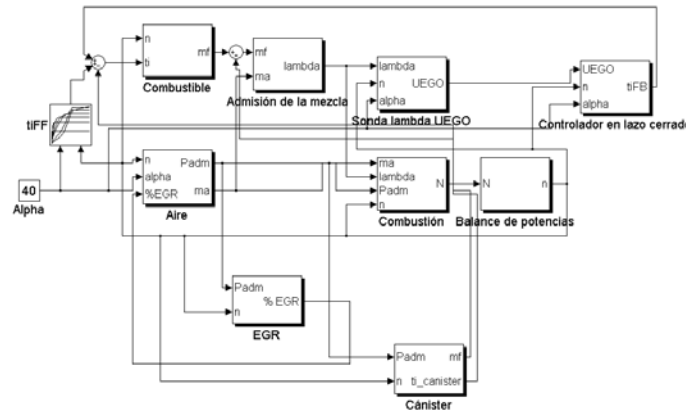 n
ti
mf
Combustible
mf
ma
lambda
Admisión de la mezcla
lambda
n
alpha
UEGO
Sonda lambda UEGO
UEGO
n
alpha
tiFB
Controlador en lazo cerrado
tiFF
40
Alpha
n
alpha
%EGR
Padm
ma
Aire
ma
lambda
Padm
n
N
Combustión
N
n
Balance de potencias
Padm
n
% EGR
EGR
Padm
n
mf
ti_canister
Cánister